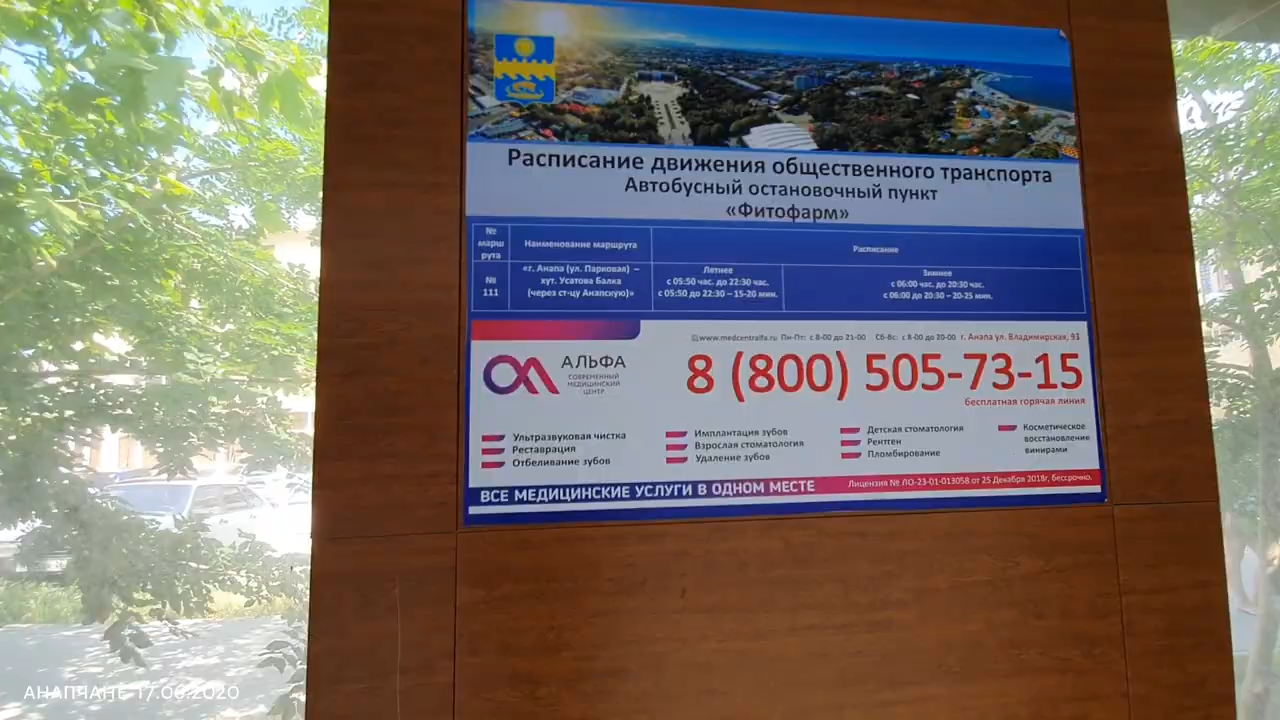 Расписание движения общественного транспорта
Автобусный остановочный пункт
«Фитофарм»
№
марш
рута
Наименование маршрута
Расписание
№
111
«г. Анапа (ул. Парковая) –
хут. Усатова Балка
(через ст-цу Анапскую)»
Летнее
с 05:50 час. до 22:30 час.
с 05:50 до 22:30 – 15-20 мин.
Зимнее
с 06:00 час. до 20:30 час.
с 06:00 до 20:30 – 20-25 мин.
www.medcentralfa.ru Пн-Пт: с 8-00 до 21-00 Сб-Вс: с 8-00 до 20-00 г. Анапа ул. Владимирская, 93
АЛЬФА
СОВРЕМЕННЫЙ
МЕДИЦИНСКИЙ
ЦЕНТР
8 (800) 505-73-15
бесплатная горячая линия
Ультразвуковая чистка
Реставрация
Отбеливание зубов
Имплантация зубов
Взрослая стоматология
Удаление зубов
Детская стоматология
Рентген
Пломбирование
Косметическое
восстановление
винирами
ВСЕ МЕДИЦИНСКИЕ УСЛУГИ В ОДНОМ МЕСТЕ
Лицензия № ЛО-23-01-013058 от 25 Декабря 2018г, бессрочно.
АНАПЧАНЕ 17.06.2020